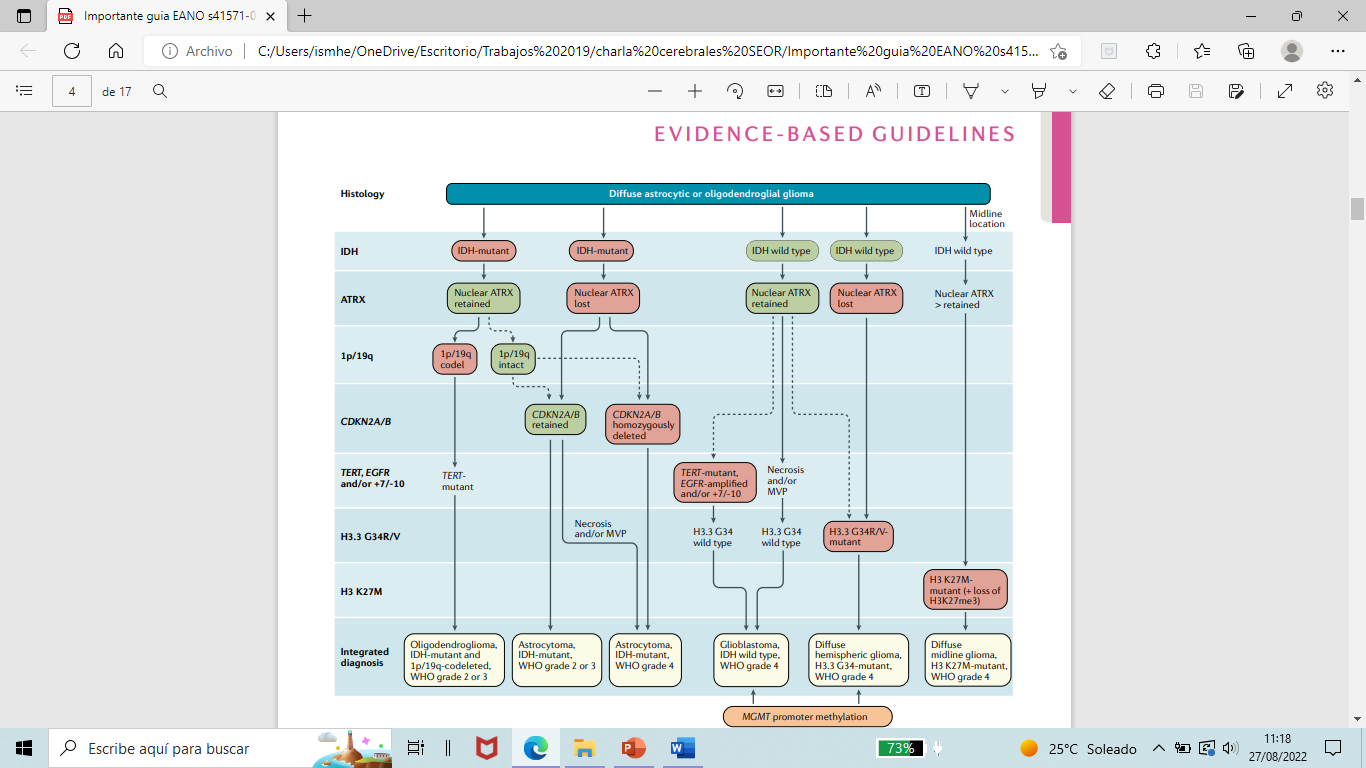 Importante guia EANO s41571-0
Archivo
C:/Users/ismhe/OneDrive/Escritorio/Trabajos%202019/charla%20cerebrales%20SEOR/Importante%20guia%20EANO%20s415...
4
de 17
EVIDENCE-BASED GUIDELINES
Histology
Diffuse astrocytic or oligodendroglial glioma
Midline
location
IDH
IDH-mutant
IDH-mutant
IDH wild type
IDH wild type
IDH wild type
ATRX
Nuclear ATRX
retained
Nuclear ATRX
lost
Nuclear ATRX
retained
Nuclear ATRX
lost
Nuclear ATRX
> retained
1p/19q
1p/19q
codel
1p/19q
intact
CDKN2A/B
CDKN2A/B
retained
CDKN2A/B
homozygously
deleted
TERT, EGFR
and/or +7/-10
TERT-
mutant
TERT-mutant,
EGFR-amplified
and/or +7/-10
Necrosis
and/or
MVP
H3.3 G34R/V
Necrosis
and/or MVP
H3.3 G34
wild type
H3.3 G34
wild type
H3.3 G34R/V-
mutant
H3 K27M
H3 K27M-
mutant (+ loss of
H3K27me3)
Integrated
diagnosis
Oligodendroglioma,
IDH-mutant and
1p/19q-codeleted,
WHO grade 2 or 3
Astrocytoma,
IDH-mutant,
WHO grade 2 or 3
Astrocytoma,
IDH-mutant,
WHO grade 4
Glioblastoma,
IDH wild type,
WHO grade 4
Diffuse
hemispheric glioma,
H3.3 G34-mutant,
WHO grade 4
Diffuse
midline glioma,
H3 K27M-mutant,
WHO grade 4
MGMT promoter methylation
Escribe aquí para buscar
73%
25°C Soleado
11:18
27/08/2022